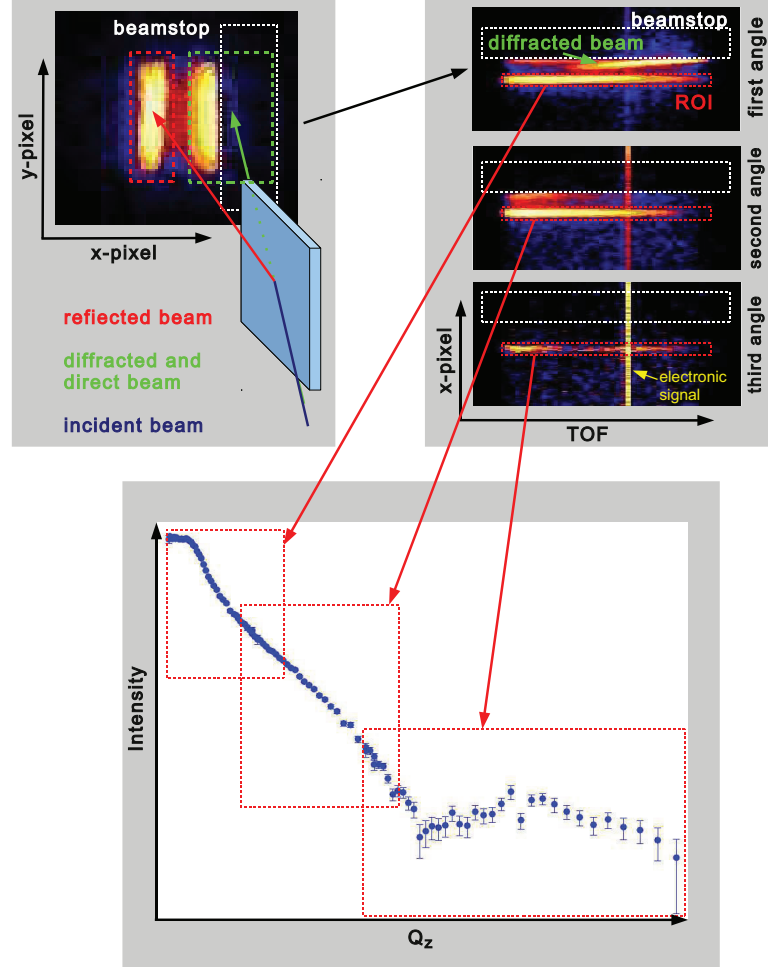 beamstop
y-pixel
x-pixel
reflected beam
diffracted and
direct beam
incident beam
beamstop
diffracted beam
ROI
first angle
second angle
x-pixel
electronic
signal
third angle
TOF
Intensity
Qz